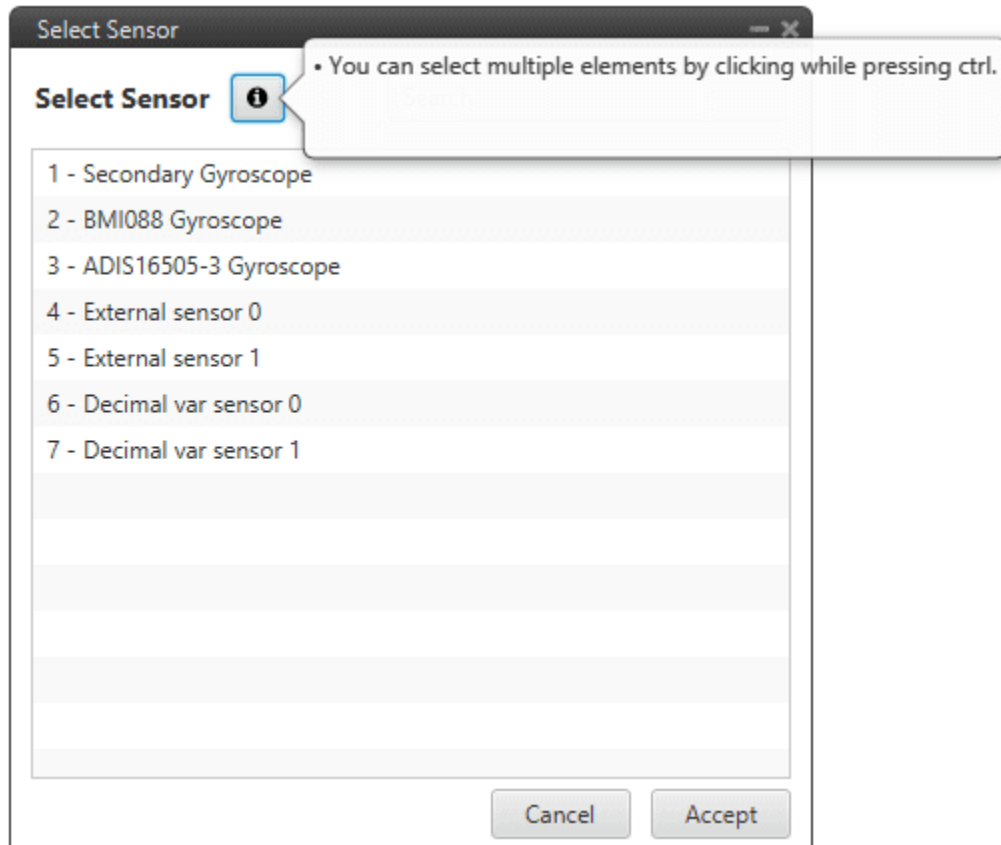 Select Sensor
• You can select multiple elements by clicking while pressing ctrl.
Select Sensor
Search
1 - Secondary Gyroscope
2 - BMI088 Gyroscope
3 - ADIS16505-3 Gyroscope
4 - External sensor 0
5 - External sensor 1
6 - Decimal var sensor 0
7 - Decimal var sensor 1
Cancel
Accept